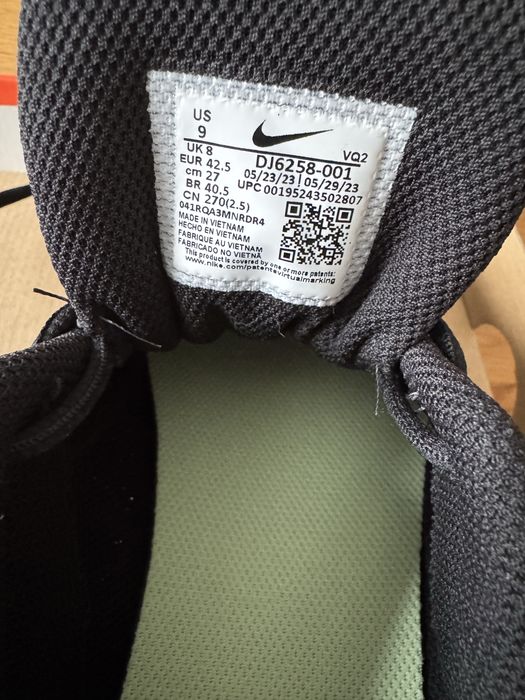 US
9
UK 8
EUR 42.5
cm 27
BR 40.5
CN 270(2.5)
VQ2
DJ6258-001
05/23/23 | 05/29/23
UPC 00195243502807
041RQA3MNRDR4
MADE IN VIETNAM
HECHO EN VIETNAM
FABRIQUE AU VIETNAM
FABRICADO NO VIETNÃ
This product is covered by one or more patents:
www.nike.com/patentsvirtualmarking